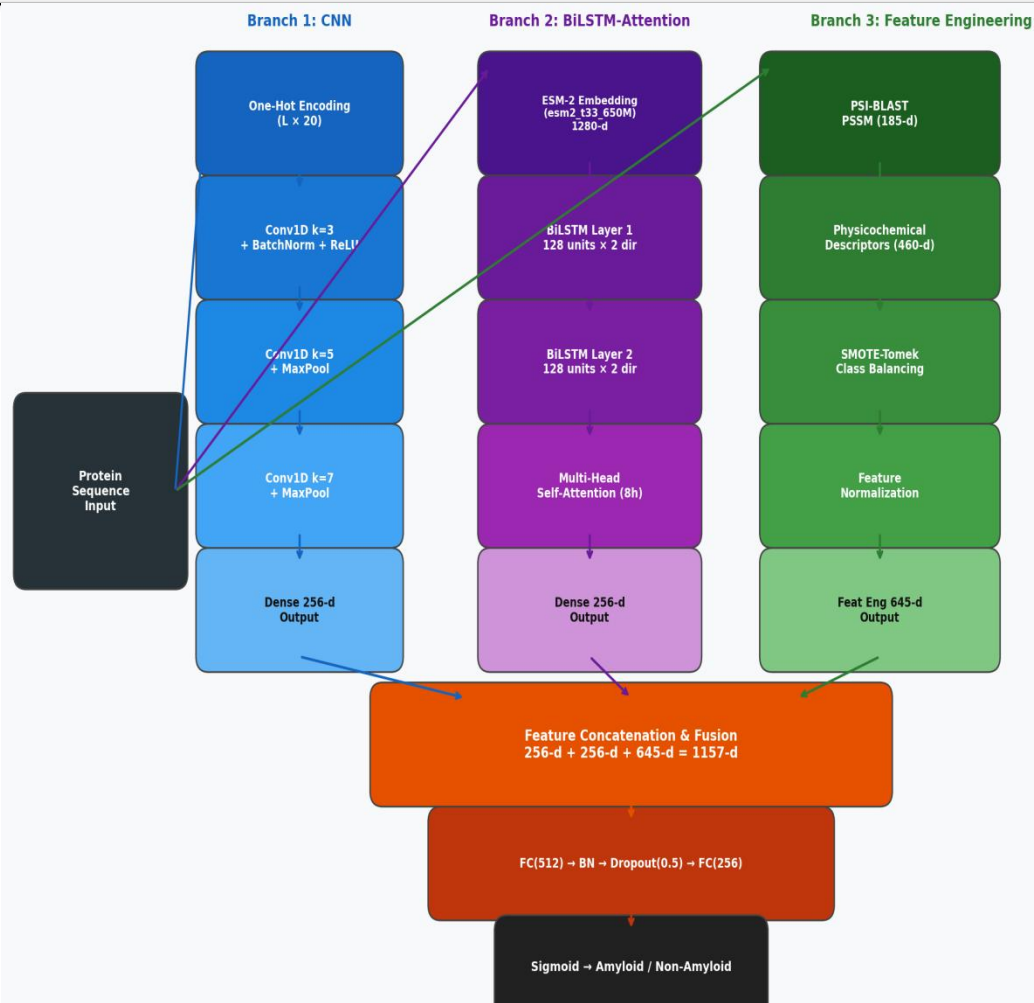 Branch 1: CNN
Branch 2: BiLSTM-Attention
Branch 3: Feature Engineering
One-Hot Encoding
(L × 20)
ESM-2 Embedding
(esm2_t33_650M)
1280-d
PSI-BLAST
PSSM (185-d)
Conv1D k=3
+ BatchNorm + ReLU
BiLSTM Layer 1
128 units × 2 dir
Physicochemical
Descriptors (460-d)
Conv1D k=5
+ MaxPool
BiLSTM Layer 2
128 units × 2 dir
SMOTE-Tomek
Class Balancing
Protein
Sequence
Input
Conv1D k=7
+ MaxPool
Multi-Head
Self-Attention (8h)
Feature
Normalization
Dense 256-d
Output
Dense 256-d
Output
Feat Eng 645-d
Output
Feature Concatenation & Fusion
256-d + 256-d + 645-d = 1157-d
FC(512) → BN → Dropout(0.5) → FC(256)
Sigmoid → Amyloid / Non-Amyloid